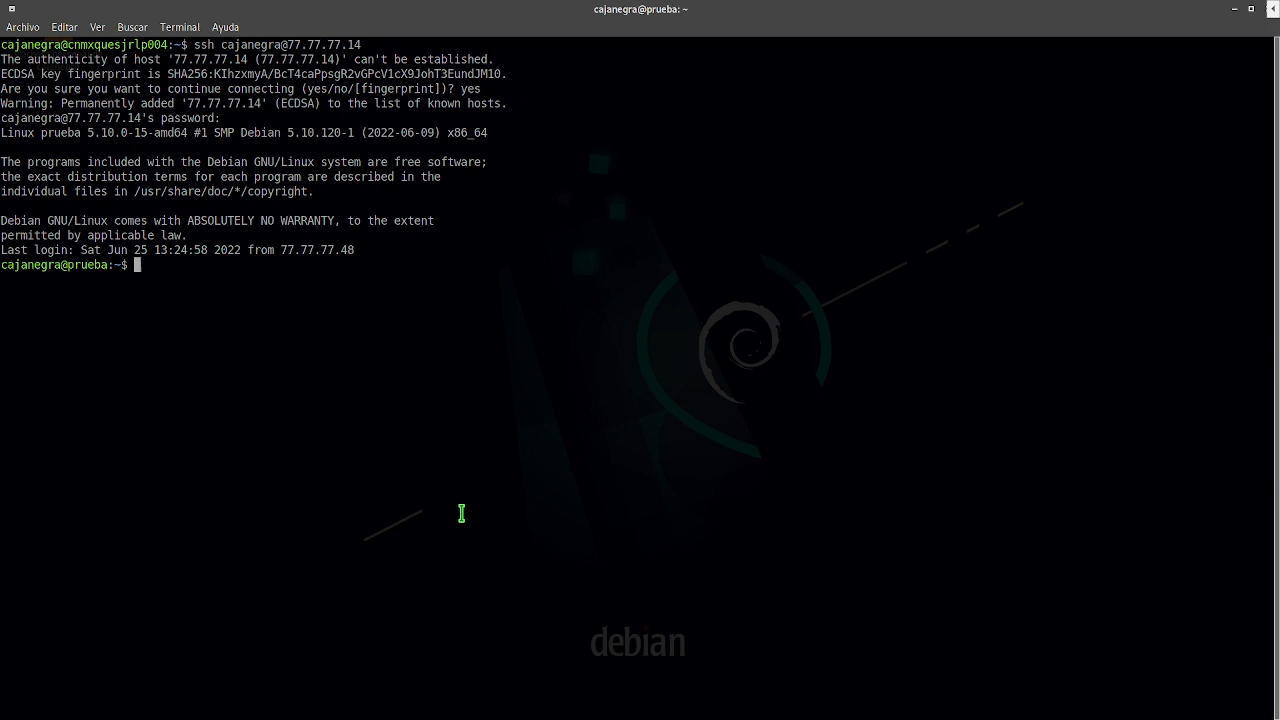 cajanegra@prueba: ~
Archivo Editar Ver Buscar Terminal Ayuda
cajanegra@cnmxquesjrlp004:~$ ssh cajanegra@77.77.77.14
The authenticity of host '77.77.77.14 (77.77.77.14)' can't be established.
ECDSA key fingerprint is SHA256:KIhzxmyA/BcT4caPpsgR2vGPcV1cX9JohT3EundJM10.
Are you sure you want to continue connecting (yes/no/[fingerprint])? yes
Warning: Permanently added '77.77.77.14' (ECDSA) to the list of known hosts.
cajanegra@77.77.77.14's password:
Linux prueba 5.10.0-15-amd64 #1 SMP Debian 5.10.120-1 (2022-06-09) x86_64
The programs included with the Debian GNU/Linux system are free software;
the exact distribution terms for each program are described in the
individual files in /usr/share/doc/*/copyright.
Debian GNU/Linux comes with ABSOLUTELY NO WARRANTY, to the extent
permitted by applicable law.
Last login: Sat Jun 25 13:24:58 2022 from 77.77.77.48
cajanegra@prueba:~$
debian